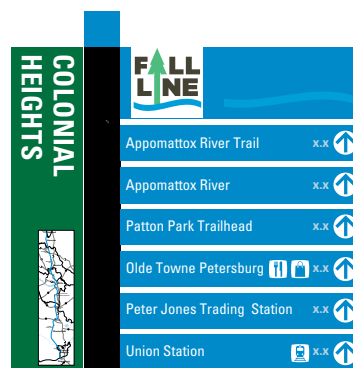 COLONIAL
HEIGHTS
FALL
LINE
Appomattox River Trail x.x
Appomattox River x.x
Patton Park Trailhead x.x
Olde Towne Petersburg x.x
Peter Jones Trading Station x.x
Union Station x.x